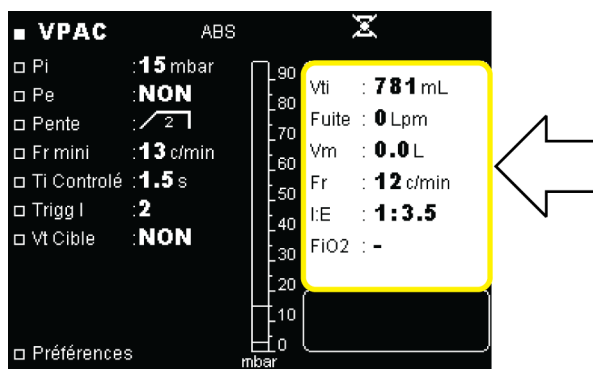 VPAC ABS
Pi :15 mbar
Pe :NON
Pente : 2
Fr mini :13 c/min
Ti Controlé :1.5 s
Trigg I :2
Vt Cible :NON
Préférences
90
80
70
60
50
40
30
20
10
0
mbar
Vti : 781 mL
Fuite : 0 Lpm
Vm : 0.0 L
Fr : 12 c/min
I:E : 1:3.5
FiO2 : -